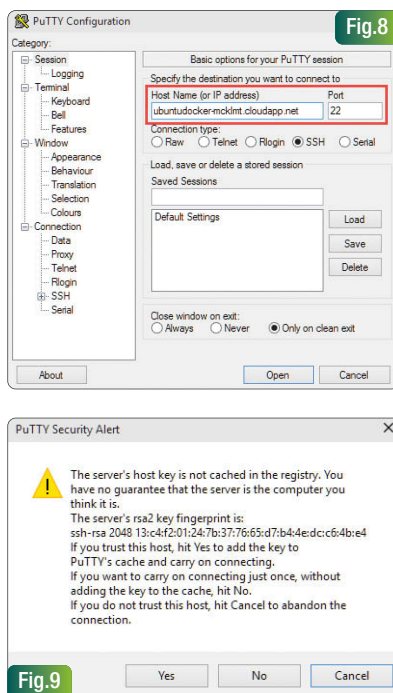 PuTTY Configuration
Fig.8
Category:
Session
Logging
Terminal
Keyboard
Bell
Features
Window
Appearance
Behaviour
Translation
Selection
Colours
Connection
Data
Proxy
Telnet
Rlogin
SSH
Serial
Basic options for your PuTTY session
Specify the destination you want to connect to
Host Name (or IP address) Port
ubuntudocker-mcklmt.cloudapp.net 22
Connection type:
Raw Telnet Rlogin SSH Serial
Load, save or delete a stored session
Saved Sessions
Default Settings
Load
Save
Delete
Close window on exit:
Always Never Only on clean exit
About Open Cancel
PuTTY Security Alert
The server's host key is not cached in the registry. You
have no guarantee that the server is the computer you
think it is.
The server's rsa2 key fingerprint is:
ssh-rsa 2048 13:c4:f2:01:24:7b:37:76:65:d7:b4:4e:dc:c6:4b:e4
If you trust this host, hit Yes to add the key to
PuTTY's cache and carry on connecting.
If you want to carry on connecting just once, without
adding the key to the cache, hit No.
If you do not trust this host, hit Cancel to abandon the
connection.
Fig.9
Yes No Cancel